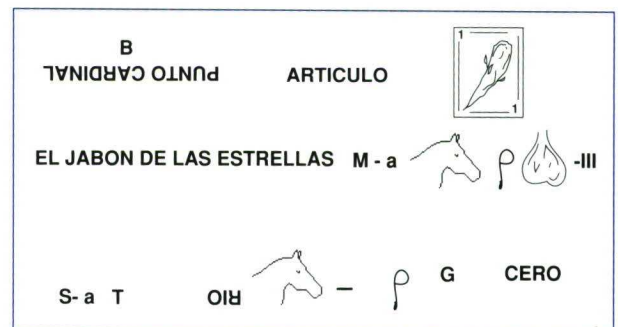 B
PUNTO CARDINAL ARTICULO 1 1
EL JABON DE LAS ESTRELLAS M - a -III
S- a T RIO – G CERO